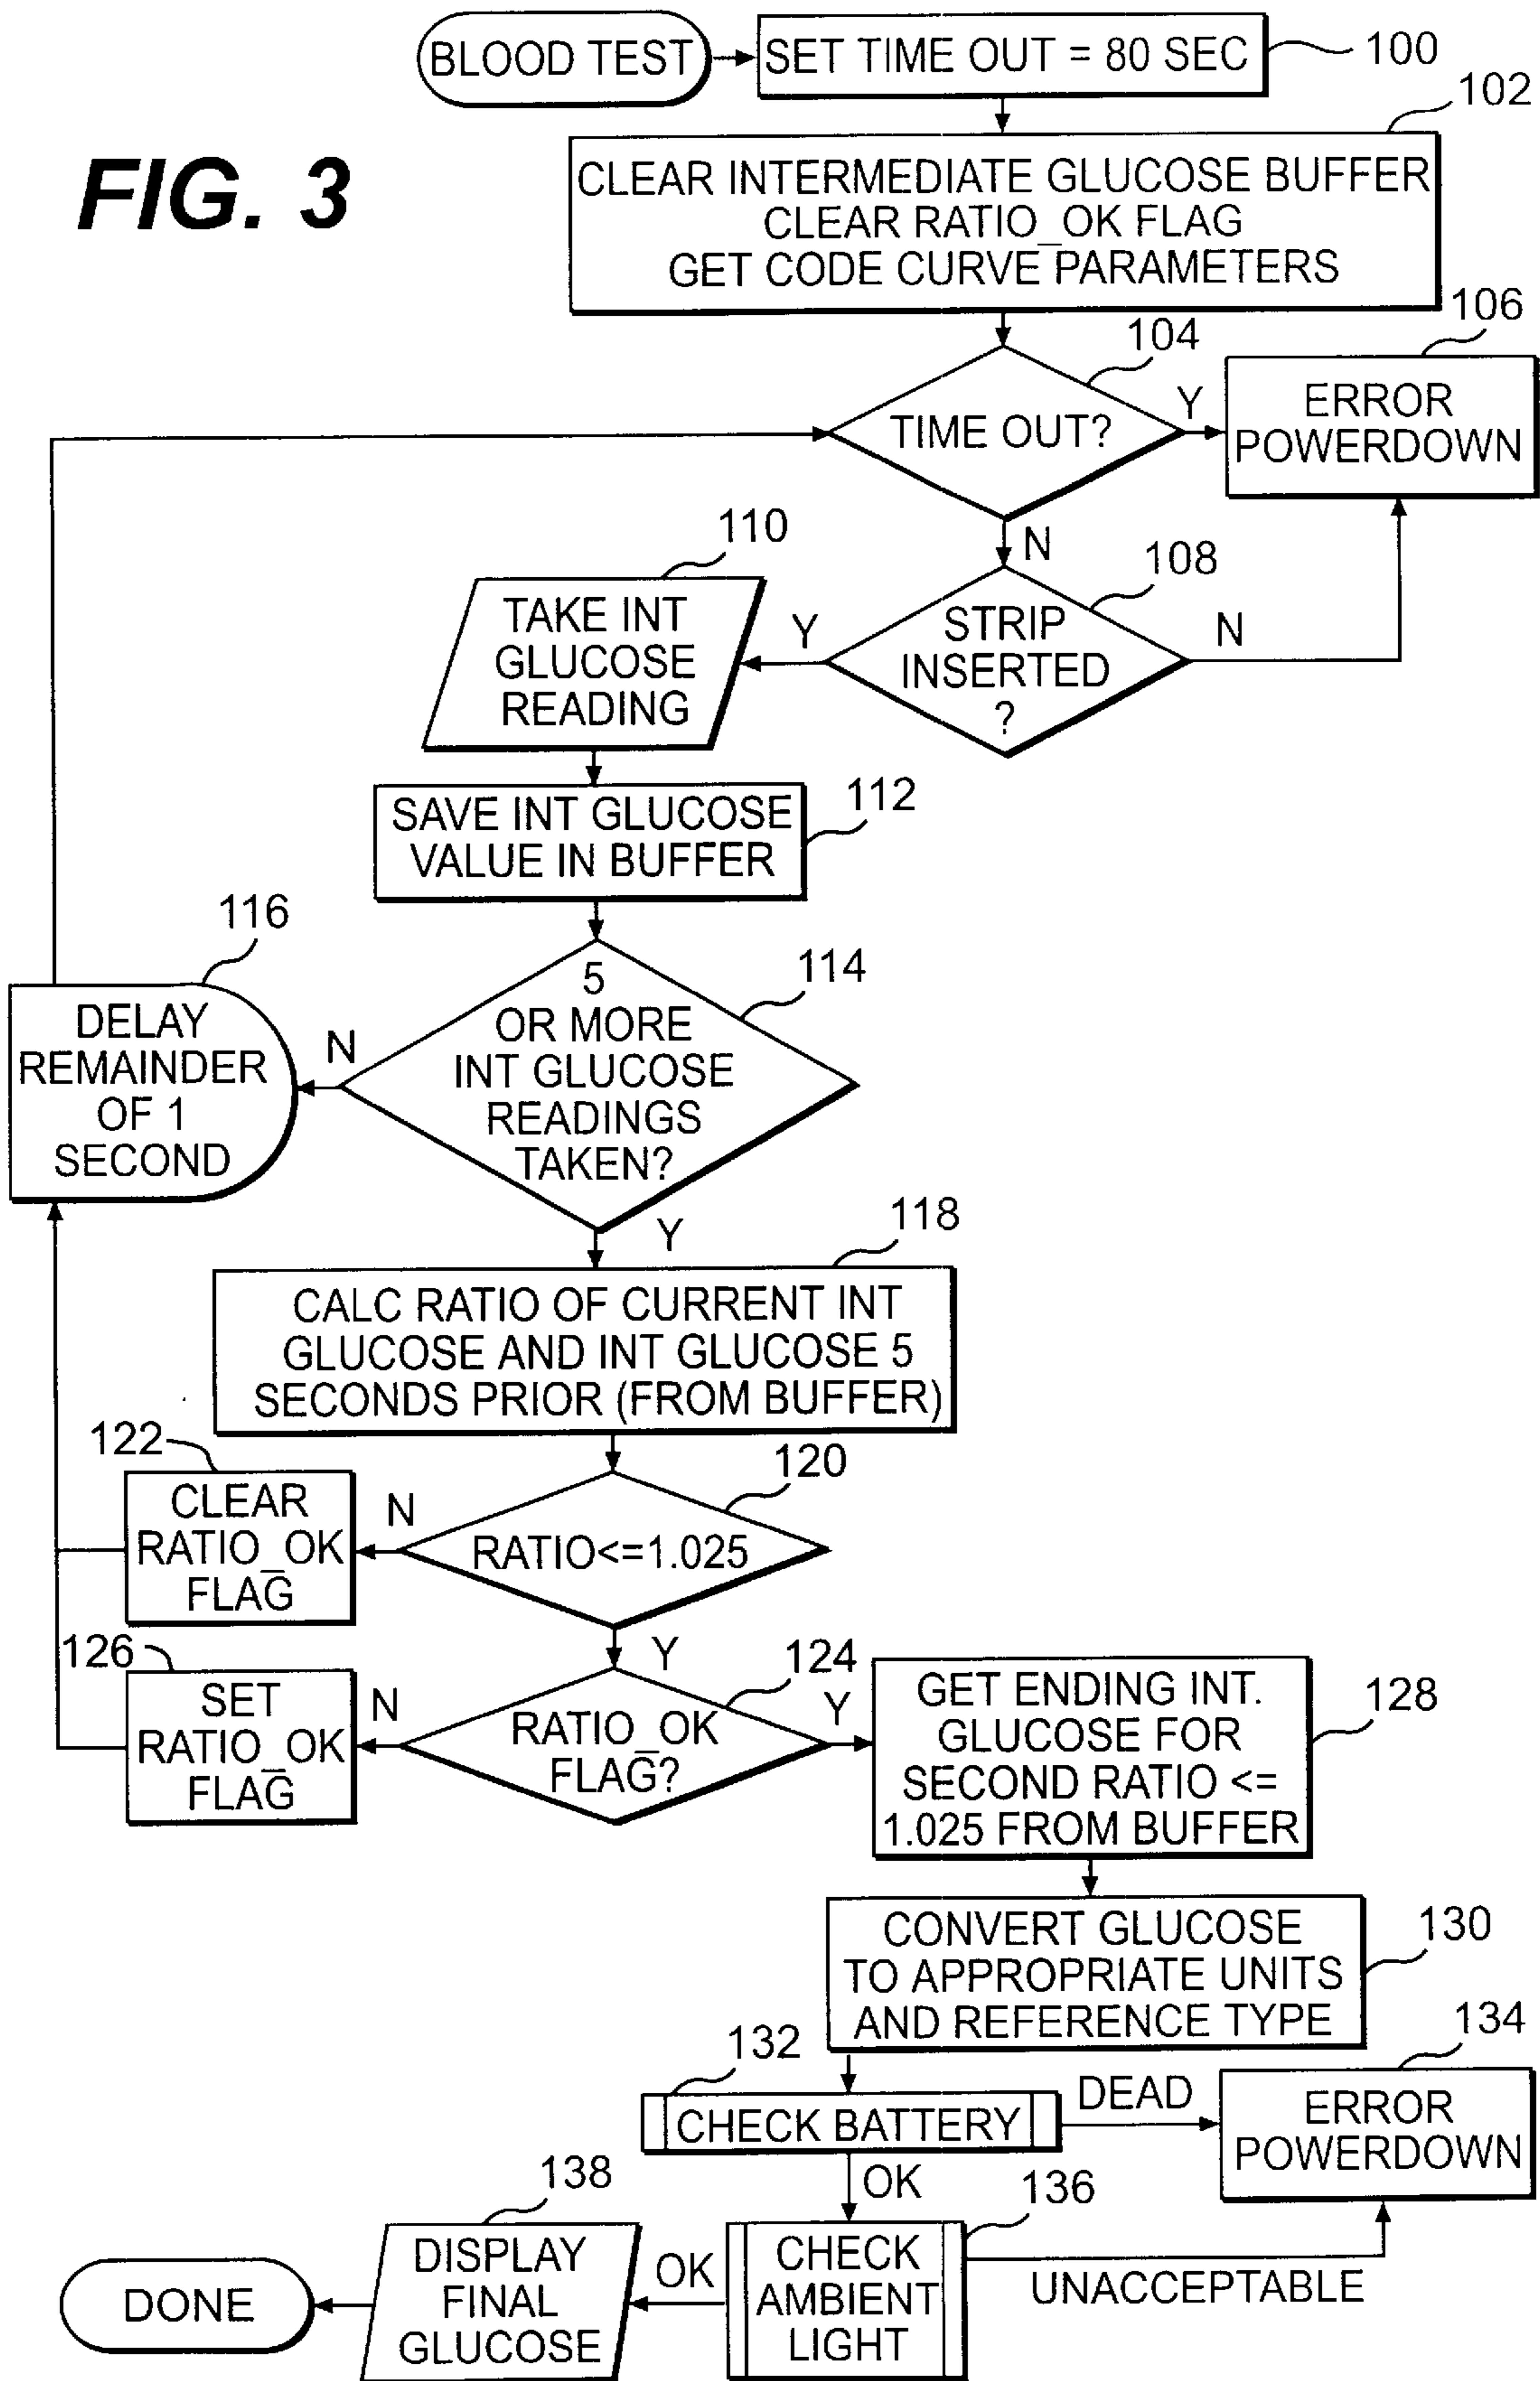 BLOOD TEST
SET TIME OUT = 80 SEC
100
102
FIG. 3
CLEAR INTERMEDIATE GLUCOSE BUFFER
CLEAR RATIO_OK FLAG
GET CODE CURVE PARAMETERS
104
106
TIME OUT?
Y
ERROR
POWERDOWN
N
110
108
TAKE INT
GLUCOSE
READING
Y
STRIP
INSERTED
?
N
112
SAVE INT GLUCOSE
VALUE IN BUFFER
116
114
5
OR MORE
INT GLUCOSE
READINGS
TAKEN?
N
DELAY
REMAINDER
OF 1
SECOND
Y
118
CALC RATIO OF CURRENT INT
GLUCOSE AND INT GLUCOSE 5
SECONDS PRIOR (FROM BUFFER)
122
120
CLEAR
RATIO_OK
FLAG
N
RATIO<=1.025
Y
126
124
SET
RATIO_OK
FLAG
N
RATIO_OK
FLAG?
Y
GET ENDING INT.
GLUCOSE FOR
SECOND RATIO <=
1.025 FROM BUFFER
128
CONVERT GLUCOSE
TO APPROPRIATE UNITS
AND REFERENCE TYPE
130
132
134
CHECK BATTERY
DEAD
ERROR
POWERDOWN
OK
138
136
DONE
DISPLAY
FINAL
GLUCOSE
OK
CHECK
AMBIENT
LIGHT
UNACCEPTABLE